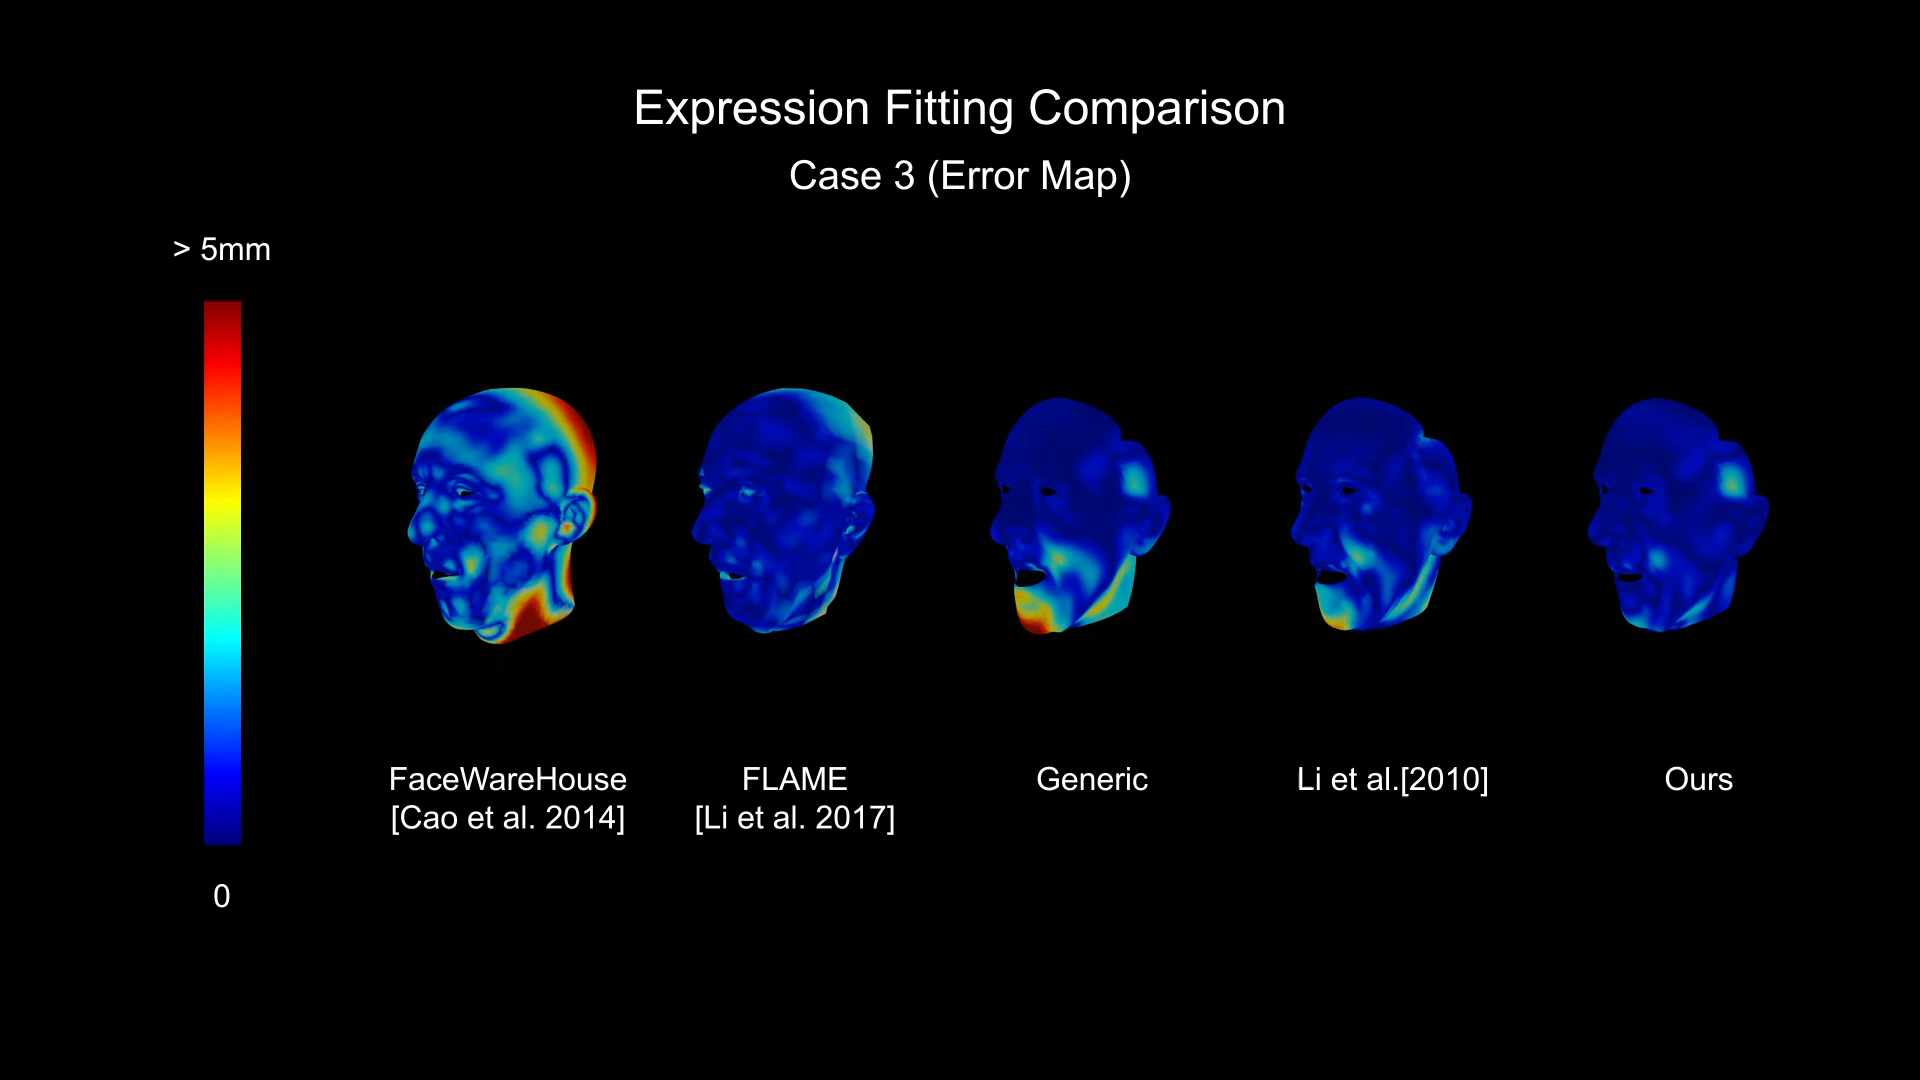 Expression Fitting Comparison
Case 3 (Error Map)
> 5mm
0
FaceWareHouse
[Cao et al. 2014]
FLAME
[Li et al. 2017]
Generic
Li et al.[2010]
Ours